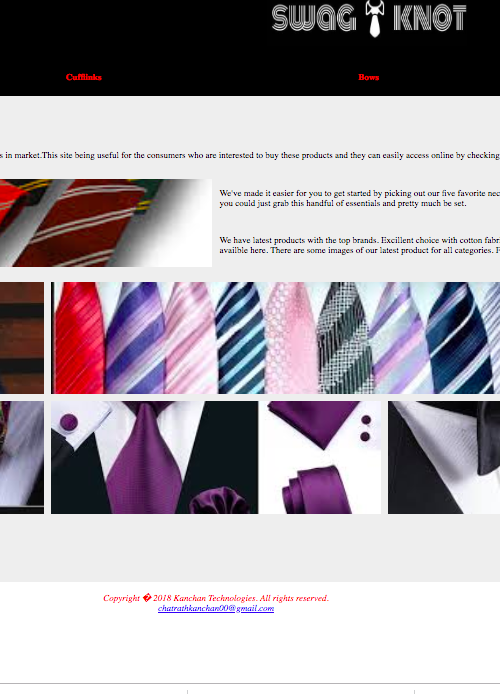 SWAG KNOT
Cufflinks Bows
s in market.This site being useful for the consumers who are interested to buy these products and they can easily access online by checking
We've made it easier for you to get started by picking out our five favorite nec
you could just grab this handful of essentials and pretty much be set.
We have latest products with the top brands. Excillent choice with cotton fabr
availble here. There are some images of our latest product for all categories. F
Copyright � 2018 Kanchan Technologies. All rights reserved.
chatrathkanchan00@gmail.com